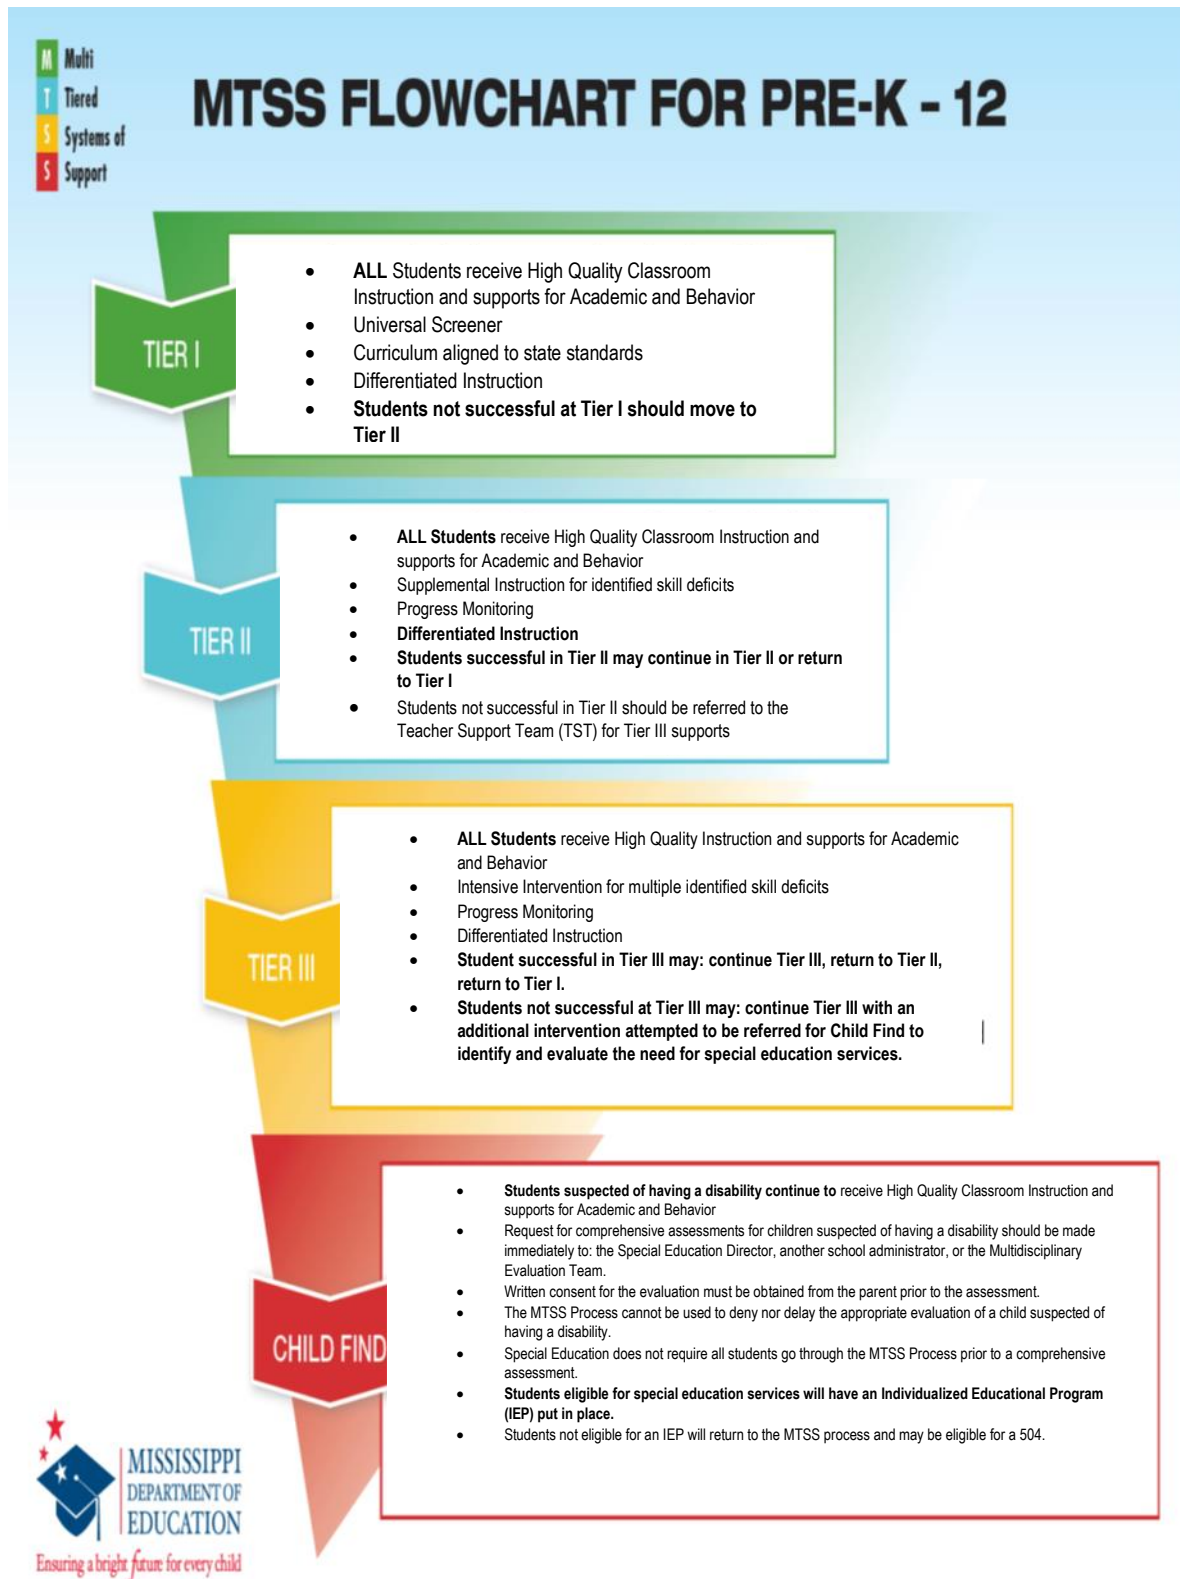 M Multi
T Tiered
S Systems of
S Support
MTSS FLOWCHART FOR PRE-K - 12
TIER I
• ALL Students receive High Quality Classroom
Instruction and supports for Academic and Behavior
• Universal Screener
• Curriculum aligned to state standards
• Differentiated Instruction
• Students not successful at Tier I should move to
Tier II
TIER II
• ALL Students receive High Quality Classroom Instruction and
supports for Academic and Behavior
• Supplemental Instruction for identified skill deficits
• Progress Monitoring
• Differentiated Instruction
• Students successful in Tier II may continue in Tier II or return
to Tier I
• Students not successful in Tier II should be referred to the
Teacher Support Team (TST) for Tier III supports
TIER III
• ALL Students receive High Quality Instruction and supports for Academic
and Behavior
• Intensive Intervention for multiple identified skill deficits
• Progress Monitoring
• Differentiated Instruction
• Student successful in Tier III may: continue Tier III, return to Tier II,
return to Tier I.
• Students not successful at Tier III may: continue Tier III with an
additional intervention attempted to be referred for Child Find to
identify and evaluate the need for special education services.
CHILD FIND
• Students suspected of having a disability continue to receive High Quality Classroom Instruction and
supports for Academic and Behavior
• Request for comprehensive assessments for children suspected of having a disability should be made
immediately to: the Special Education Director, another school administrator, or the Multidisciplinary
Evaluation Team.
• Written consent for the evaluation must be obtained from the parent prior to the assessment.
• The MTSS Process cannot be used to deny nor delay the appropriate evaluation of a child suspected of
having a disability.
• Special Education does not require all students go through the MTSS Process prior to a comprehensive
assessment.
• Students eligible for special education services will have an Individualized Educational Program
(IEP) put in place.
• Students not eligible for an IEP will return to the MTSS process and may be eligible for a 504.
MISSISSIPPI
DEPARTMENT OF
EDUCATION
Ensuring a bright future for every child